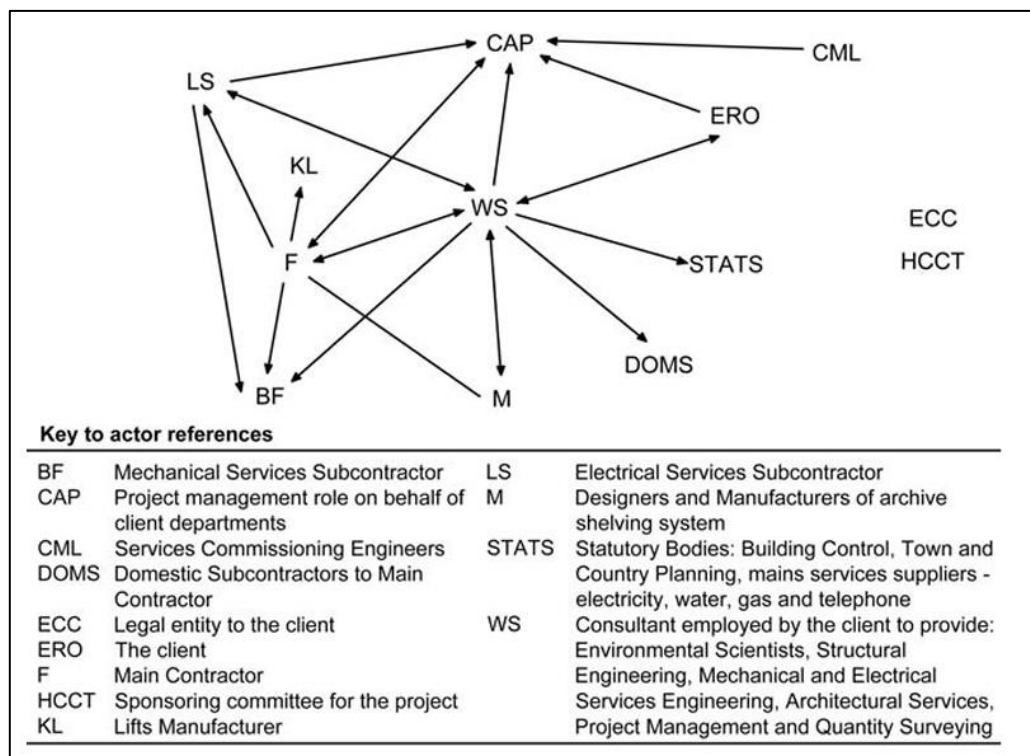 CAP
CML
LS
ERO
KL
WS
ECC
F
STATS
HCCT
DOMS
BF
M
Key to actor references
BF Mechanical Services Subcontractor
CAP Project management role on behalf of
client departments
CML Services Commissioning Engineers
DOMS Domestic Subcontractors to Main
Contractor
ECC Legal entity to the client
ERO The client
F Main Contractor
HCCT Sponsoring committee for the project
KL Lifts Manufacturer
LS Electrical Services Subcontractor
M Designers and Manufacturers of archive
shelving system
STATS Statutory Bodies: Building Control, Town and
Country Planning, mains services suppliers -
electricity, water, gas and telephone
WS Consultant employed by the client to provide:
Environmental Scientists, Structural
Engineering, Mechanical and Electrical
Services Engineering, Architectural Services,
Project Management and Quantity Surveying